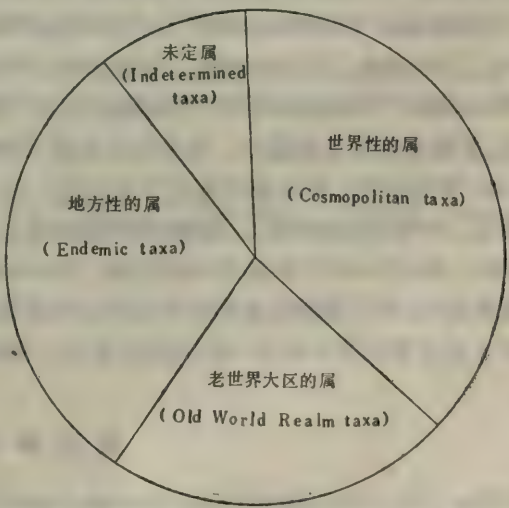 未定属
(Indetermined
taxa)
世界性的属
(Cosmopolitan taxa)
地方性的属
(Endemic taxa)
老世界大区的属
(Old World Realm taxa)